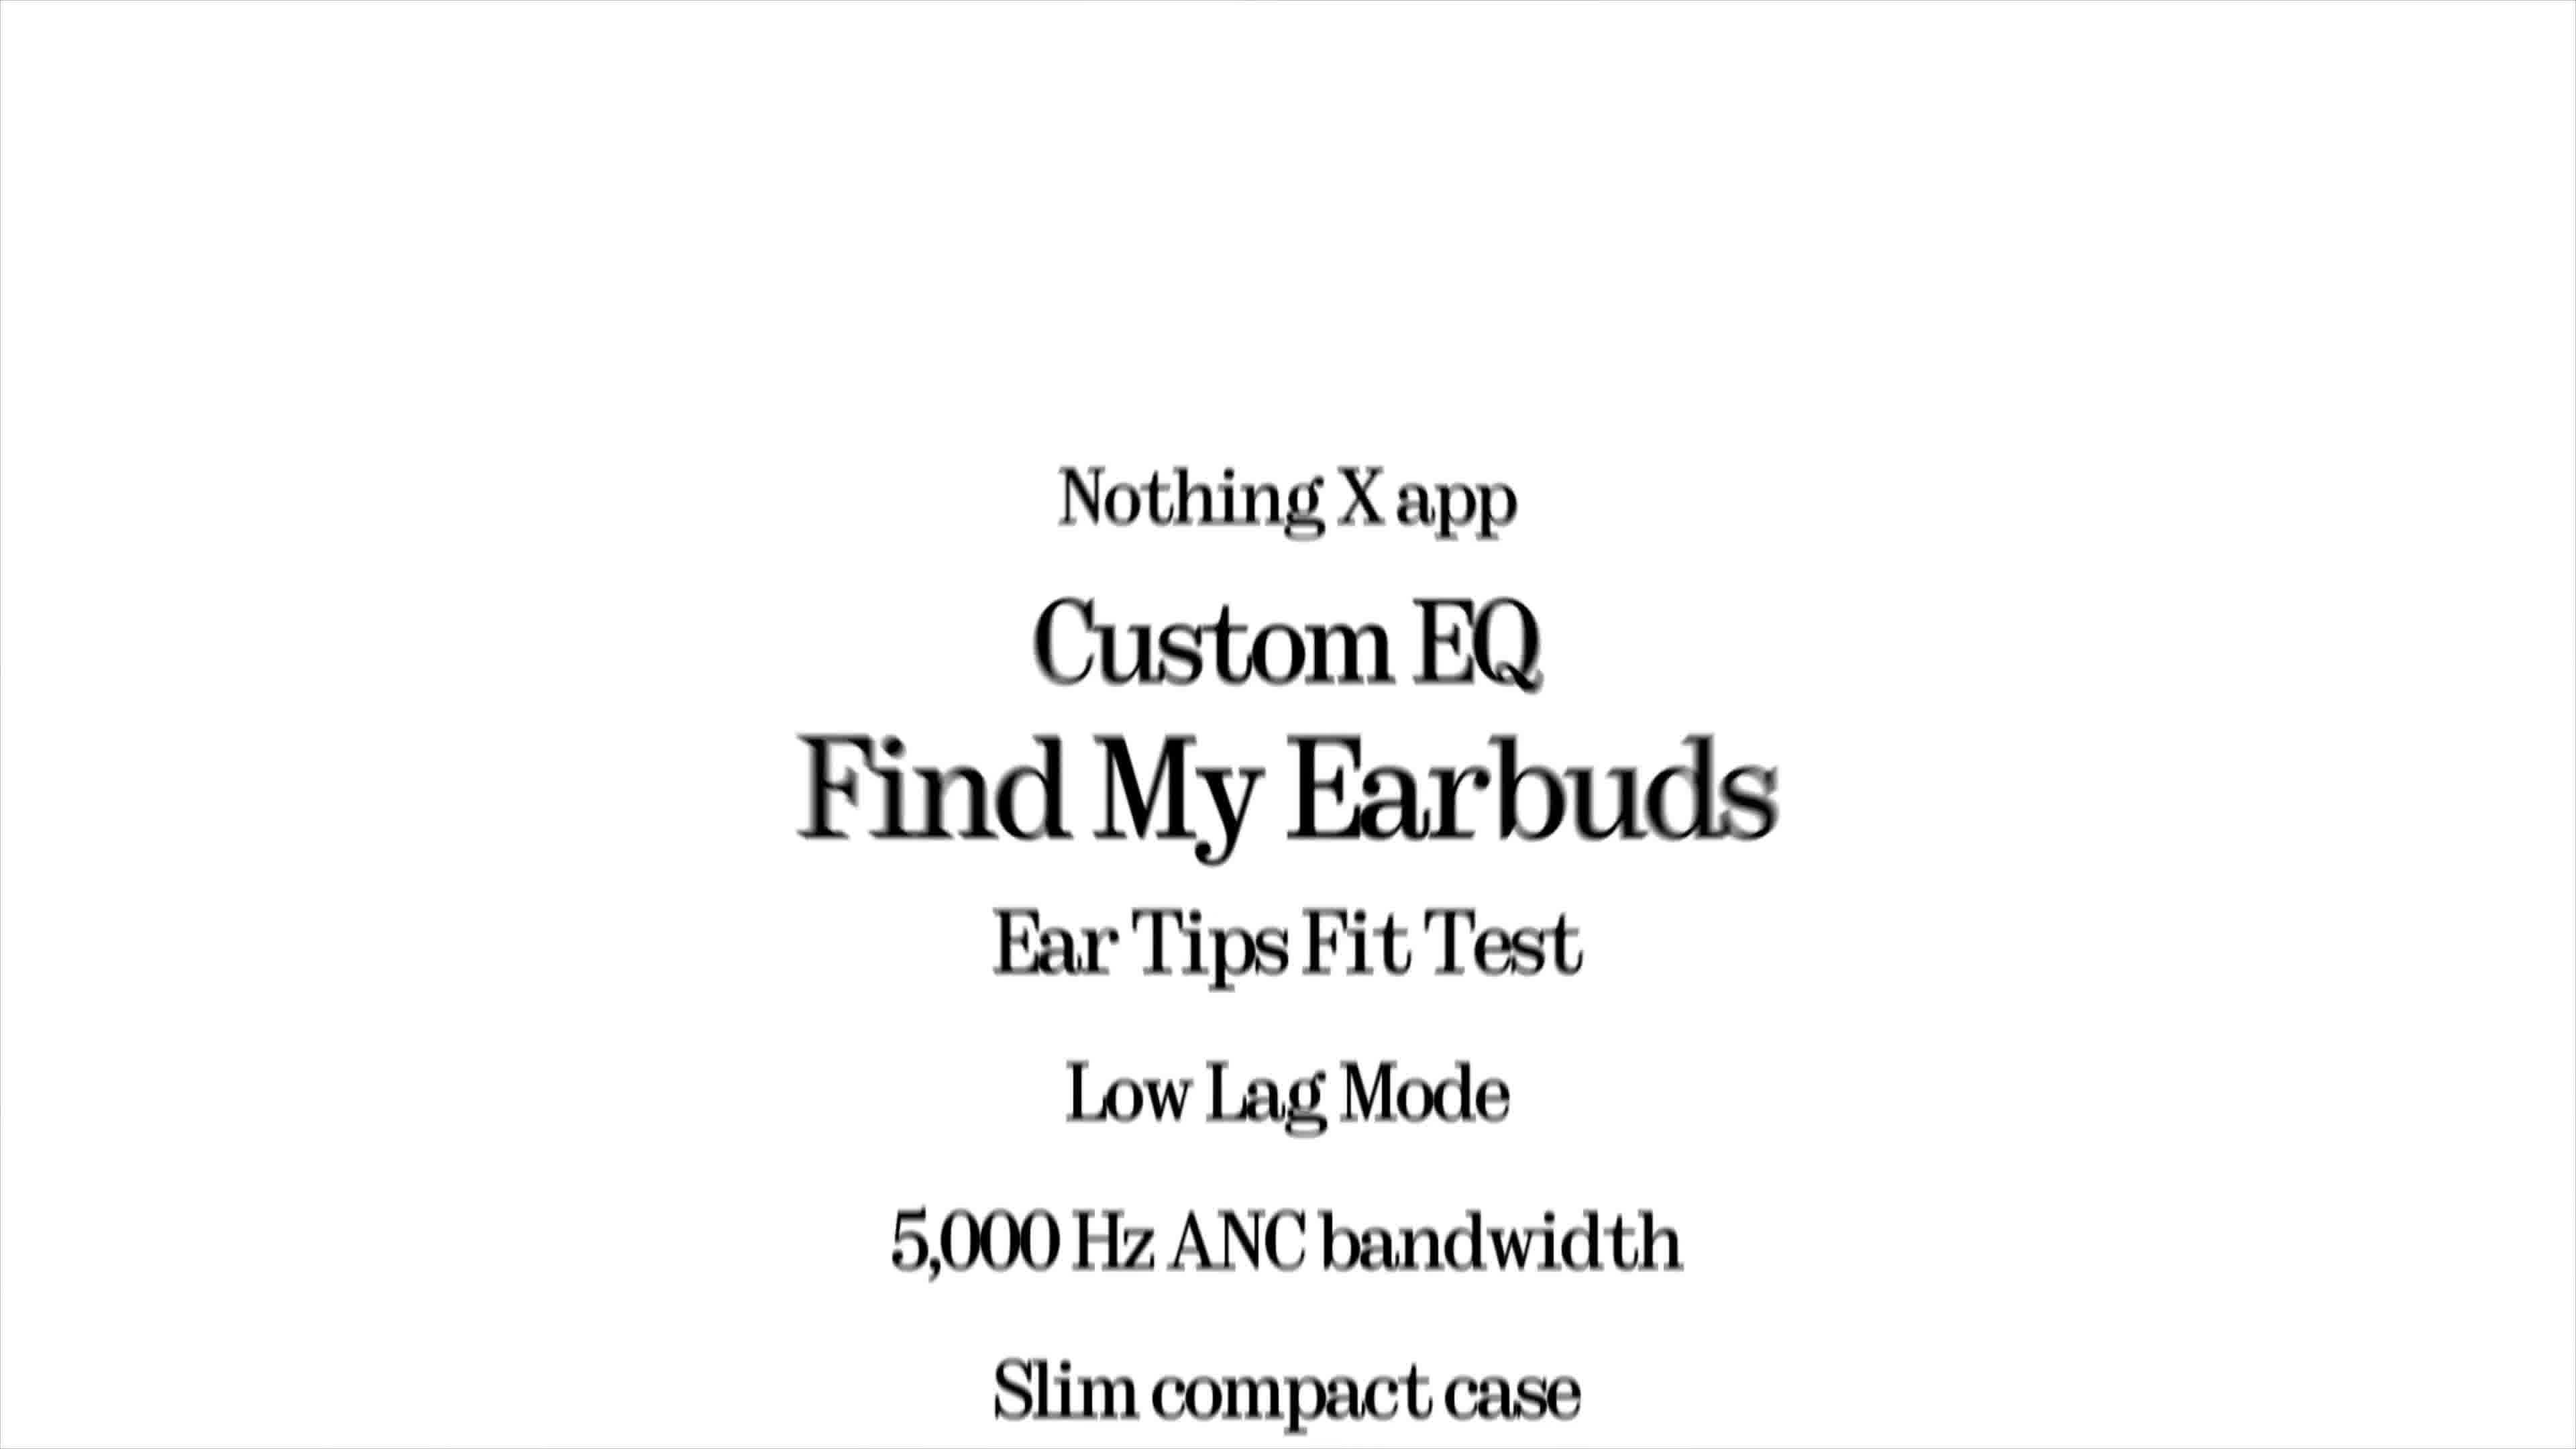 Nothing X app
Custom EQ
Find My Earbuds
Ear Tips Fit Test
Low Lag Mode
5,000 Hz ANC bandwidth
Slim compact case